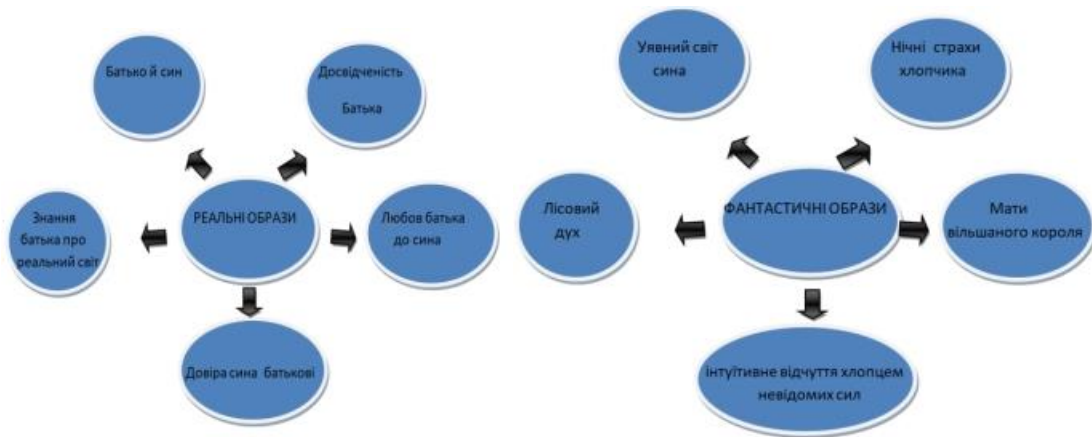 Батько й син
Досвідченість
Батька
РЕАЛЬНІ ОБРАЗИ
Знання
батька про
реальний світ
Любов батька
до сина
Довіра сина батькові
Уявний світ
сина
Нічні страхи
хлопчика
ФАНТАСТИЧНІ ОБРАЗИ
Лісовий
дух
Мати
вільшаного короля
інтуїтивне відчуття хлопцем
невідомих сил